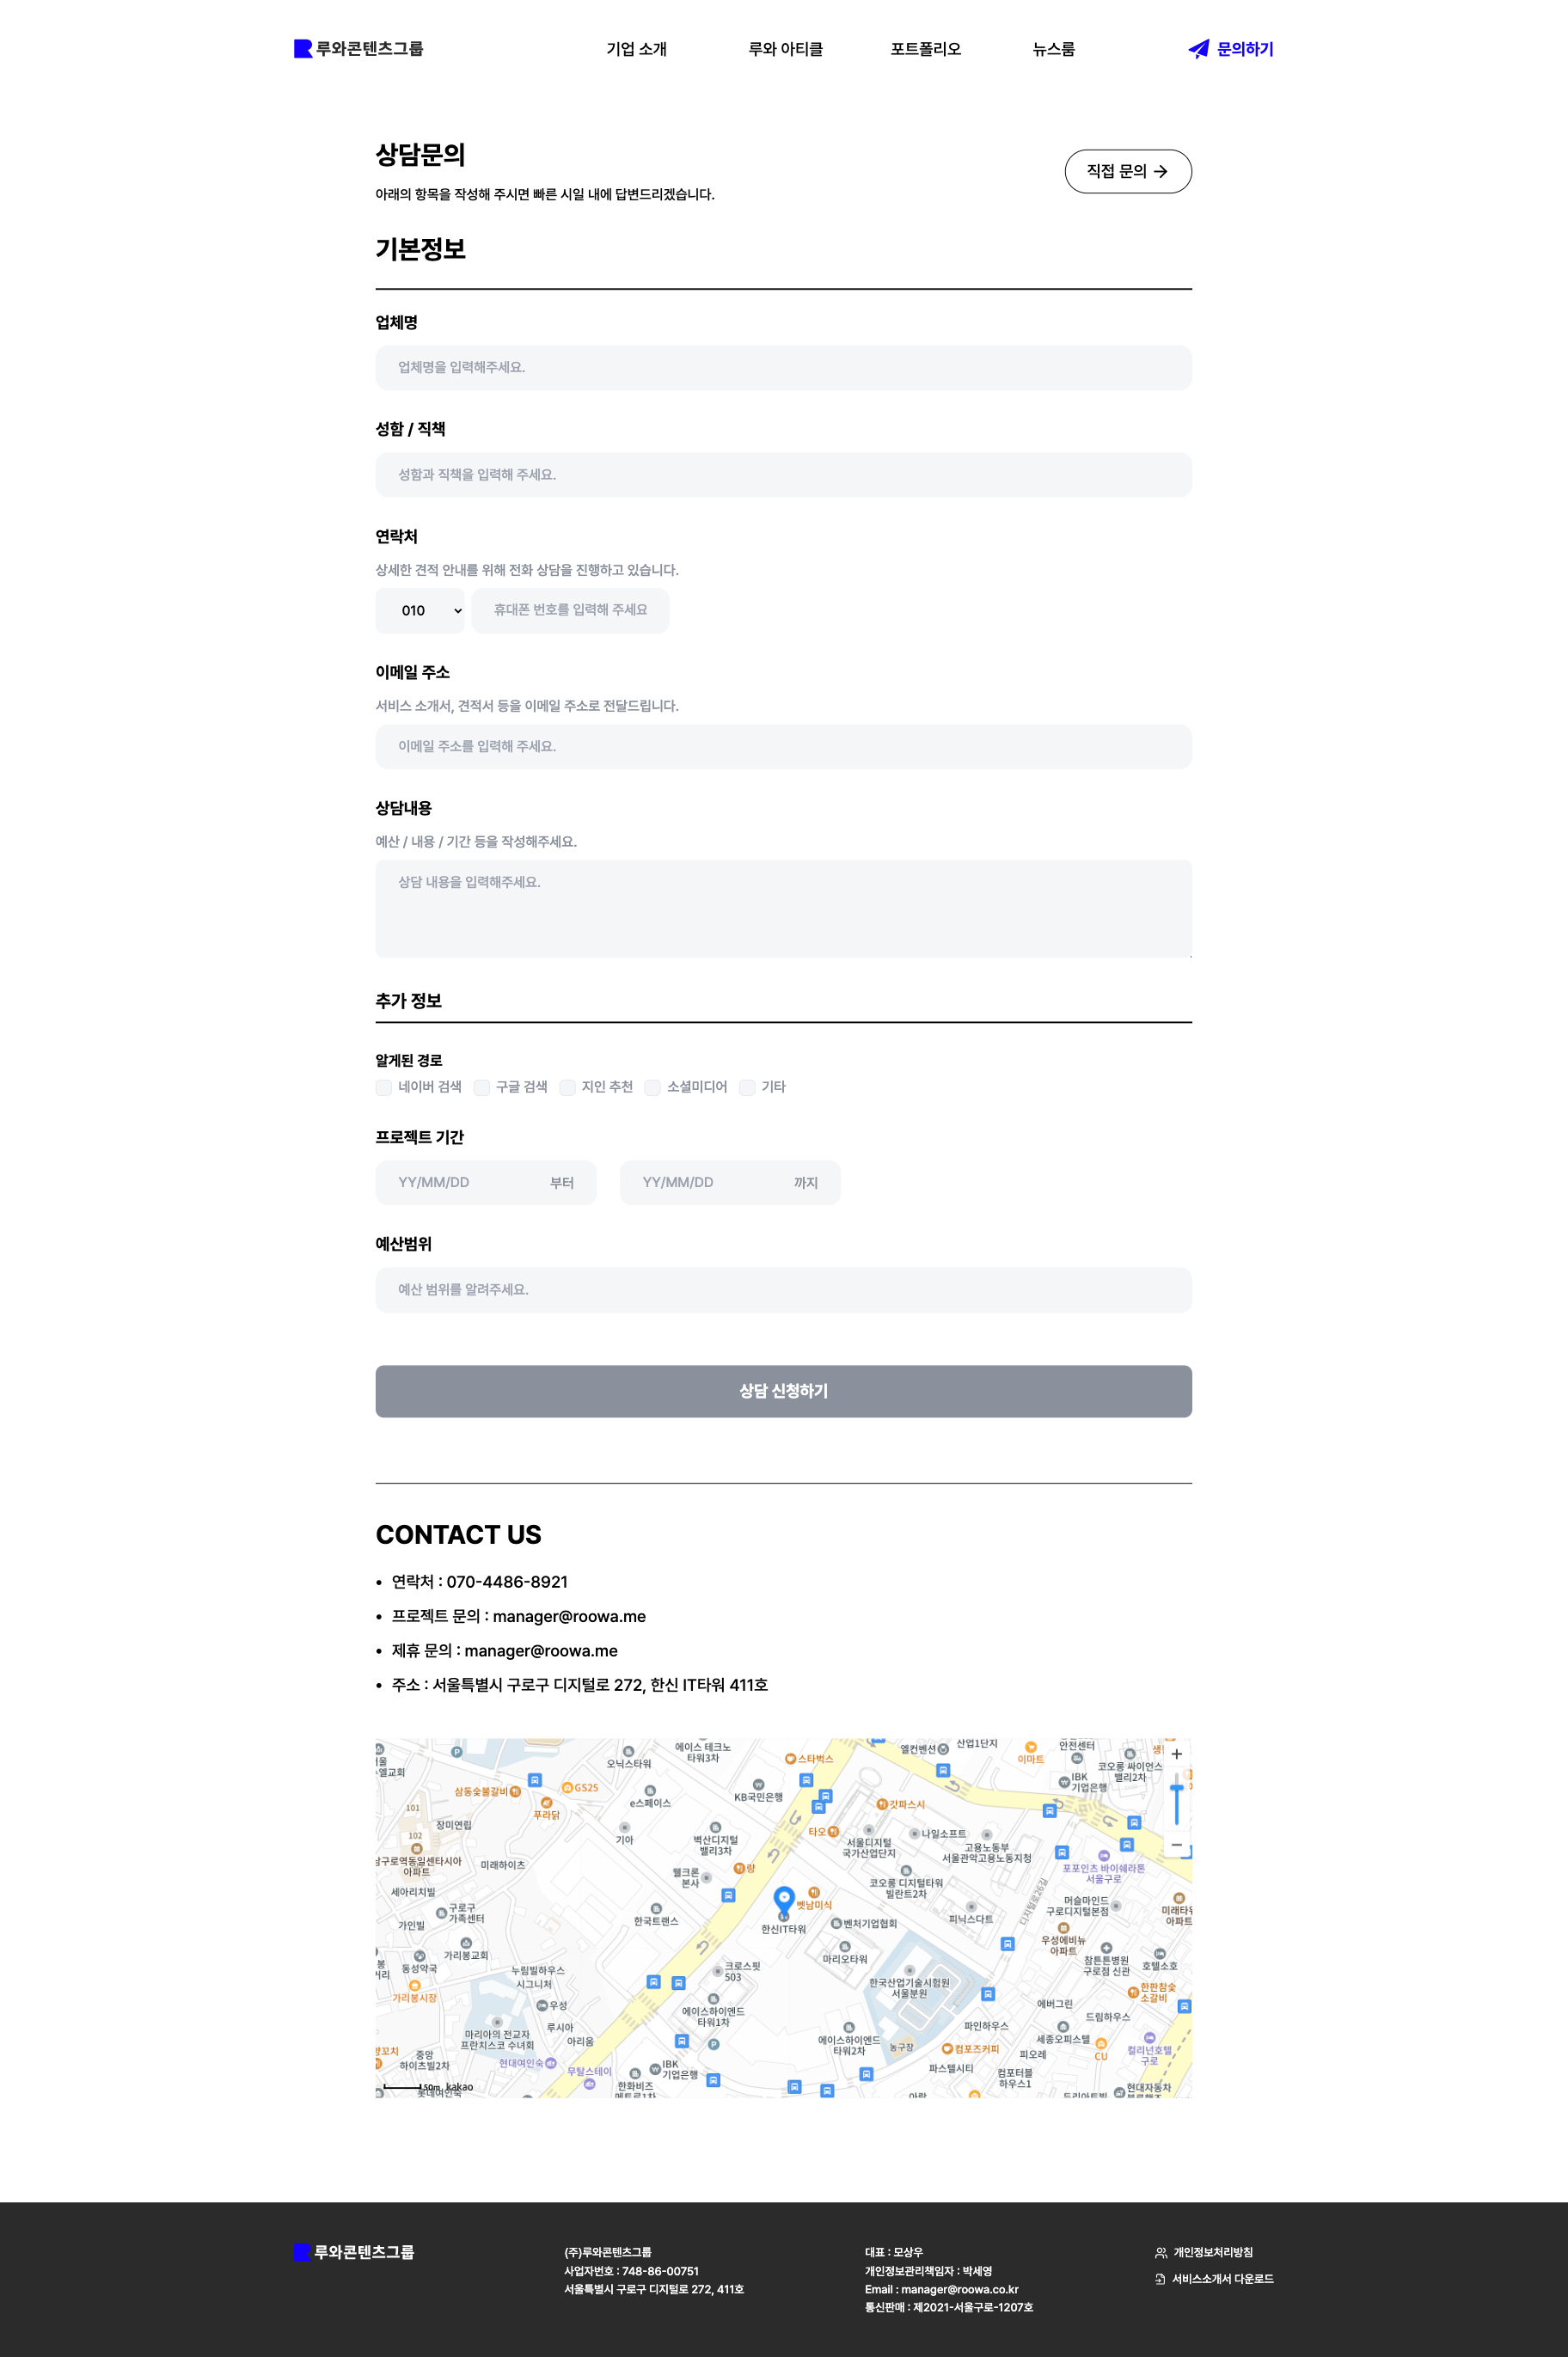 루와콘텐츠그룹
기업 소개
루와 아티클
포트폴리오
뉴스룸
문의하기
상담문의
직접 문의
아래의 항목을 작성해 주시면 빠른 시일 내에 답변드리겠습니다.
기본정보
업체명
업체명을 입력해주세요.
성함 / 직책
성함과 직책을 입력해 주세요.
연락처
상세한 견적 안내를 위해 전화 상담을 진행하고 있습니다.
010
휴대폰 번호를 입력해 주세요
이메일 주소
서비스 소개서, 견적서 등을 이메일 주소로 전달드립니다.
이메일 주소를 입력해 주세요.
상담내용
예산 / 내용 / 기간 등을 작성해주세요.
상담 내용을 입력해주세요.
추가 정보
알게된 경로
네이버 검색
구글 검색
지인 추천
소셜미디어
기타
프로젝트 기간
YY/MM/DD
부터
YY/MM/DD
까지
예산범위
예산 범위를 알려주세요.
상담 신청하기
CONTACT US
• 연락처 : 070-4486-8921
• 프로젝트 문의 : manager@roowa.me
• 제휴 문의 : manager@roowa.me
• 주소 : 서울특별시 구로구 디지털로 272, 한신 IT타워 411호
오닉스타워
에이스 테크노
타워3차
스타벅스
엘컨벤션
산업1단지
이마트
안전센터
코오롱 싸이언스
밸리2차
엘교회
삼동숯불갈비
GS25
푸라닭
e스페이스
KB국민은행
갓파스시
IBK
기업은행
101
102
장미연립
기아
벽산디지털
밸리3차
타오
서울디지털
국가산업단지
나일소프트
고용노동부
서울관악고용노동지청
포포인츠 바이쉐라톤
서울구로
남구로역동일센타시아
아파트
미래하이츠
웰크론
본사
랑
코오롱 디지털타워
빌란트2차
디지털로26길
머슬마인드
구로디지털본점
미래타워
아파트
세아리치빌
가인빌
구로구
가족센터
한국트랜스
벳남미식
한신IT타워
벤처기업협회
피닉스다트
우성에비뉴
아파트
가리봉교회
동성약국
누림빌하우스
시그니처
크로스핏
503
마리오타워
참튼튼병원
구로점 신관
호텔소호
가리봉시장
우성
한국산업기술시험원
서울분원
한판참숯
소갈비
마리아의 전교자
프란치스코 수녀회
루시아
아리움
에이스하이엔드
타워1차
에버그린
드림하우스
파인하우스
세종오피스텔
에이스하이엔드
타워2차
농구장
컴포즈커피
피오레
CU
컬리넌호텔
구로
중앙
하이츠빌2차
현대여인숙
무탈스테이
IBK
기업은행
파스텔시티
컴포터블
하우스1
한화비즈
메트로1차
현대자동차
50m
kakao
루와콘텐츠그룹
(주)루와콘텐츠그룹
사업자번호 : 748-86-00751
서울특별시 구로구 디지털로 272, 411호
대표 : 모상우
개인정보관리책임자 : 박세영
Email : manager@roowa.co.kr
통신판매 : 제2021-서울구로-1207호
개인정보처리방침
서비스소개서 다운로드